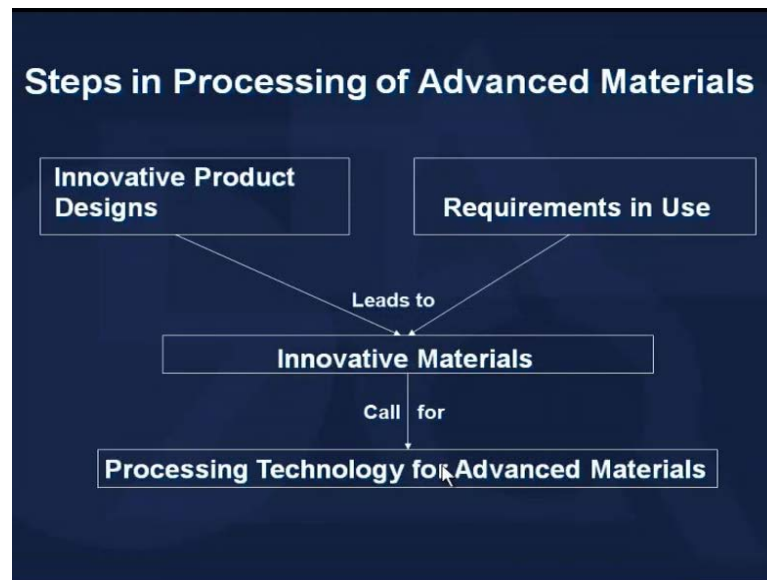 Steps in Processing of Advanced Materials
Innovative Product
Designs
Requirements in Use
Leads to
Innovative Materials
Call for
Processing Technology for Advanced Materials